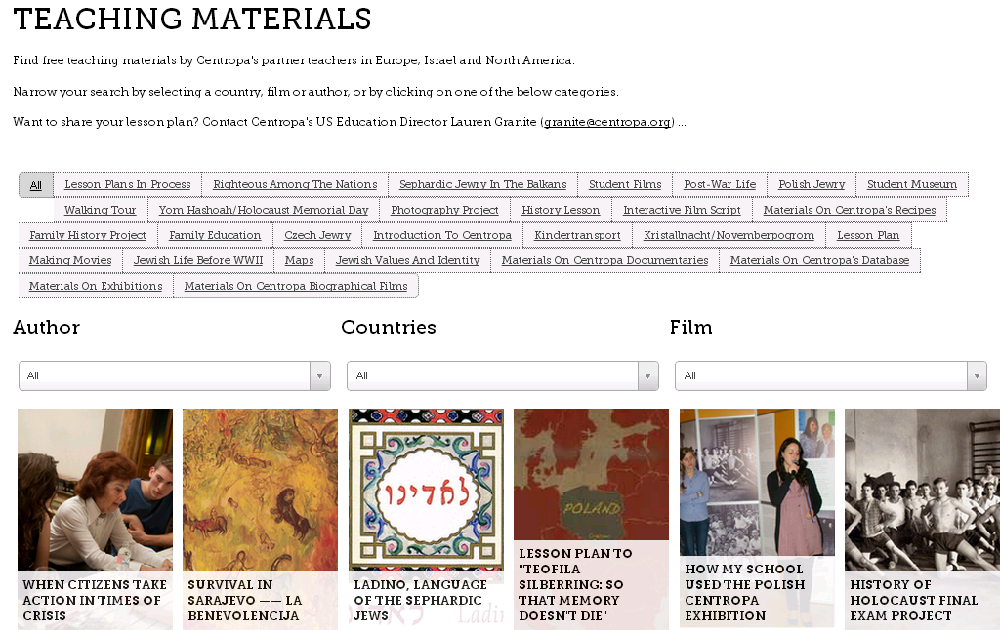 TEACHING MATERIALS
Find free teaching materials by Centropa's partner teachers in Europe, Israel and North America.
Narrow your search by selecting a country, film or author, or by clicking on one of the below categories.
Want to share your lesson plan? Contact Centropa's US Education Director Lauren Granite (granite@centropa.org) ...
All Lesson Plans In Process Righteous Among The Nations Sephardic Jewry In The Balkans Student Films Post-War Life Polish Jewry Student Museum
Walking Tour Yom Hashoah/Holocaust Memorial Day Photography Project History Lesson Interactive Film Script Materials On Centropa's Recipes
Family History Project Family Education Czech Jewry Introduction To Centropa Kindertransport Kristallnacht/Novemberpogrom Lesson Plan
Making Movies Jewish Life Before WWII Maps Jewish Values And Identity Materials On Centropa Documentaries Materials On Centropa's Database
Materials On Exhibitions Materials On Centropa Biographical Films
Author Countries Film
All All All
WHEN CITIZENS TAKE
ACTION IN TIMES OF
CRISIS
SURVIVAL IN
SARAJEVO –– LA
BENEVOLENCIJA
לאדינו
LADINO, LANGUAGE
OF THE SEPHARDIC
JEWS
Ladin
POLAND
LESSON PLAN TO
"TEOFILA
SILBERRING: SO
THAT MEMORY
DOESN'T DIE"
HOW MY SCHOOL
USED THE POLISH
CENTROPA
EXHIBITION
HISTORY OF
HOLOCAUST FINAL
EXAM PROJECT